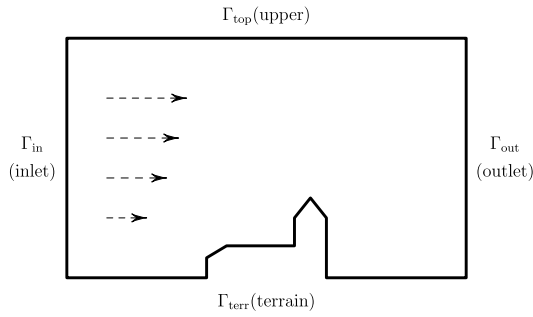 Γtop(upper)
Γin
(inlet)
Γout
(outlet)
Γterr(terrain)